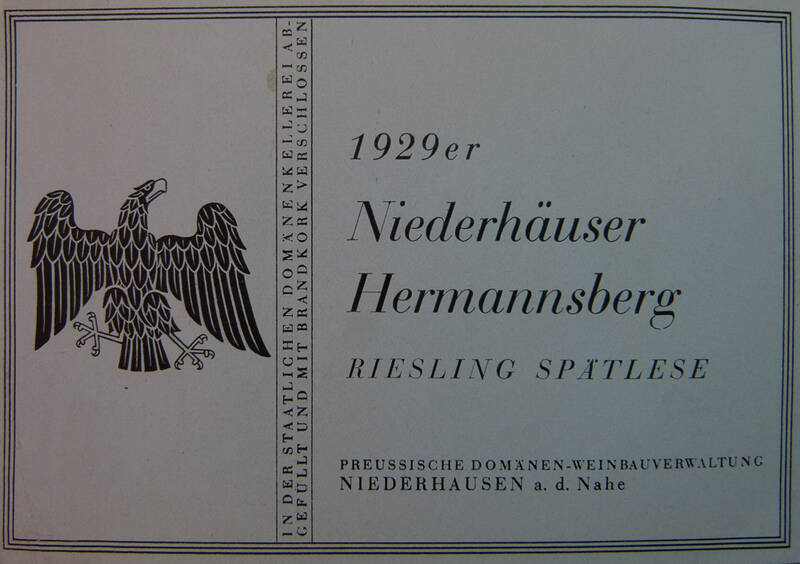 IN DER STAATLICHEN DOMÄNENKELLEREI AB-
GEFÜLLT UND MIT BRANDKORK VERSCHLOSSEN
1929er
Niederhäuser
Hermannsberg
RIESLING SPÄTLESE
PREUSSISCHE DOMÄNEN-WEINBAUVERWALTUNG
NIEDERHAUSEN a. d. Nahe